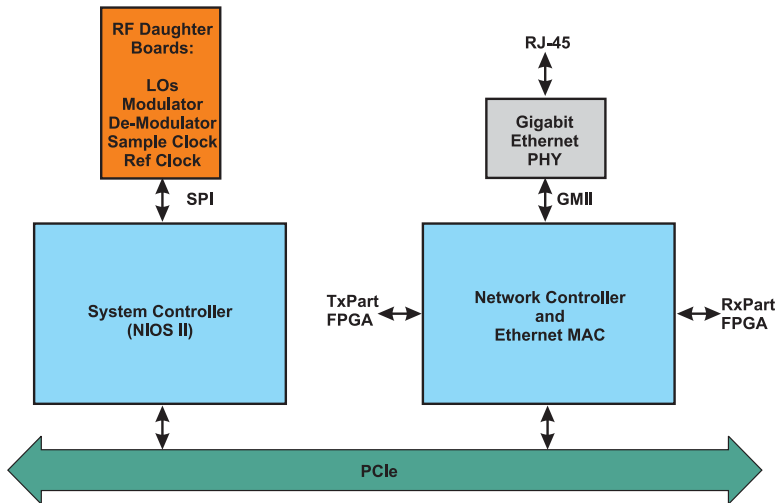 RF Daughter
Boards:
LOs
Modulator
De-Modulator
Sample Clock
Ref Clock
SPI
System Controller
(NIOS II)
RJ-45
Gigabit
Ethernet
PHY
GMII
TxPart
FPGA
Network Controller
and
Ethernet MAC
RxPart
FPGA
PCIe